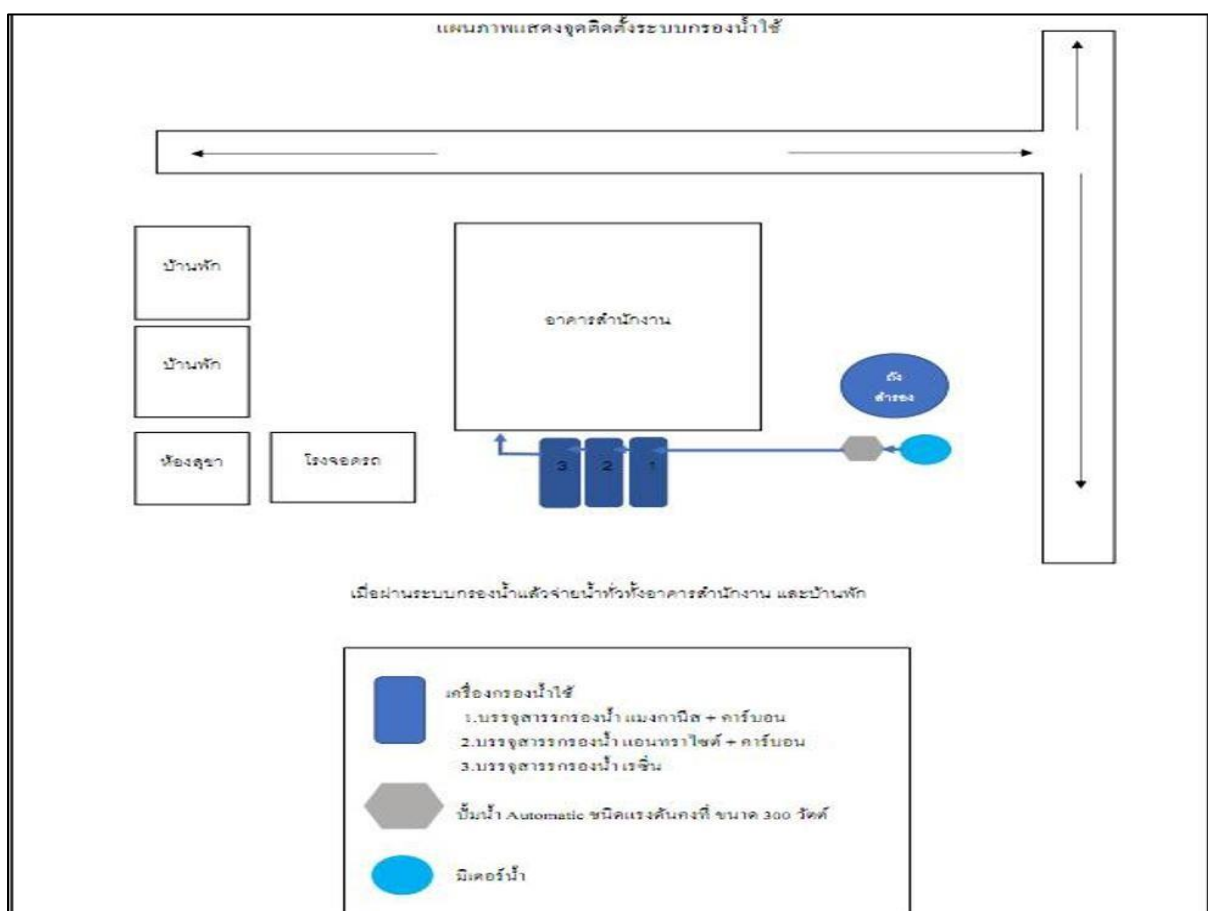 แผนภาพแสดงจุดติดตั้งระบบกรองน้ำใช้
บ้านพัก
อาคารสำนักงาน
บ้านพัก
ถัง
สำรอง
ห้องสุขา
โรงจอดรถ
3
2
1
เมื่อผ่านระบบกรองน้ำแล้วจ่ายน้ำทั่วทั้งอาคารสำนักงาน และบ้านพัก
เครื่องกรองน้ำใช้
1.บรรจุสารรกรองน้ำ แมงกานีส + คาร์บอน
2.บรรจุสารรกรองน้ำ แอนทราไซต์ + คาร์บอน
3.บรรจุสารรกรองน้ำ เรซิ่น
ปั้มน้ำ Automatic ชนิดแรงดันคงที่ ขนาด 300 วัตต์
มิเตอร์น้ำ